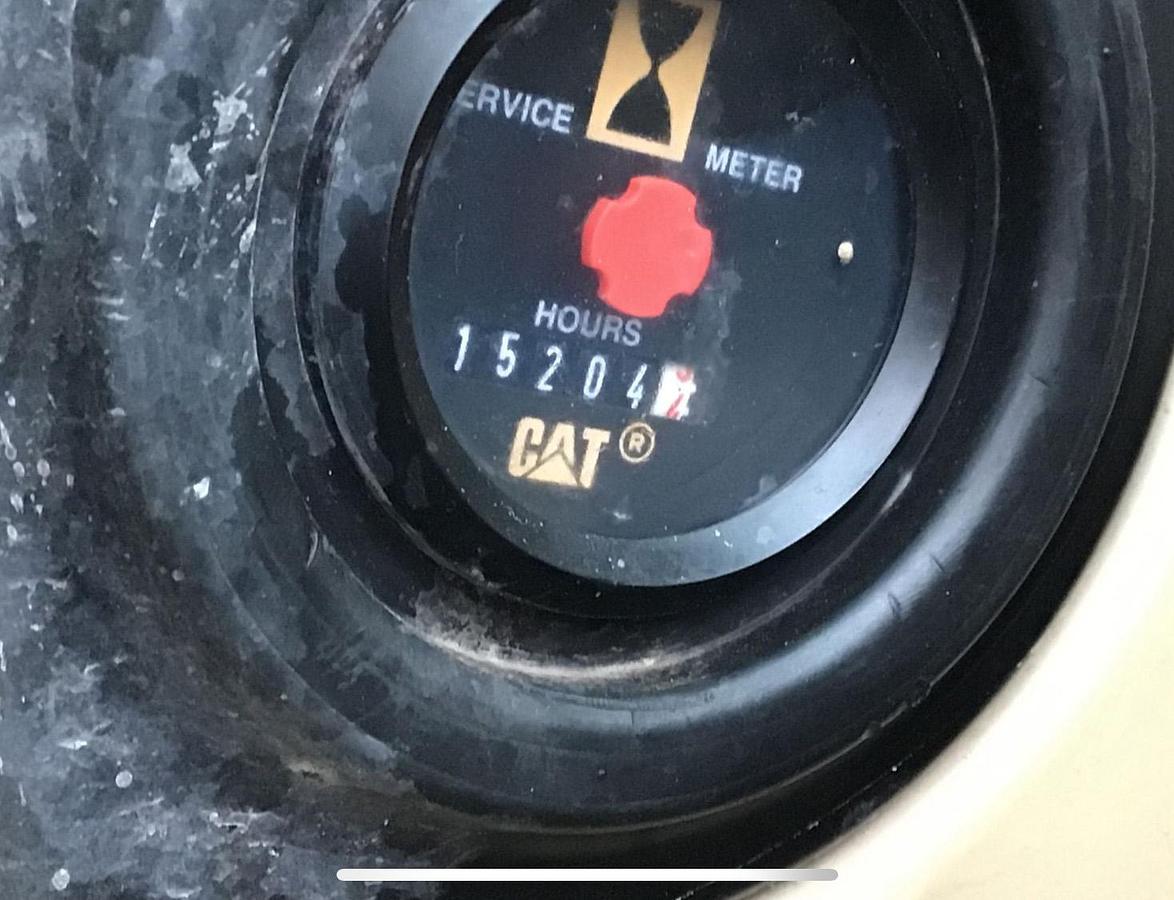 ERVICE
METER
HOURS
15204
CAT®